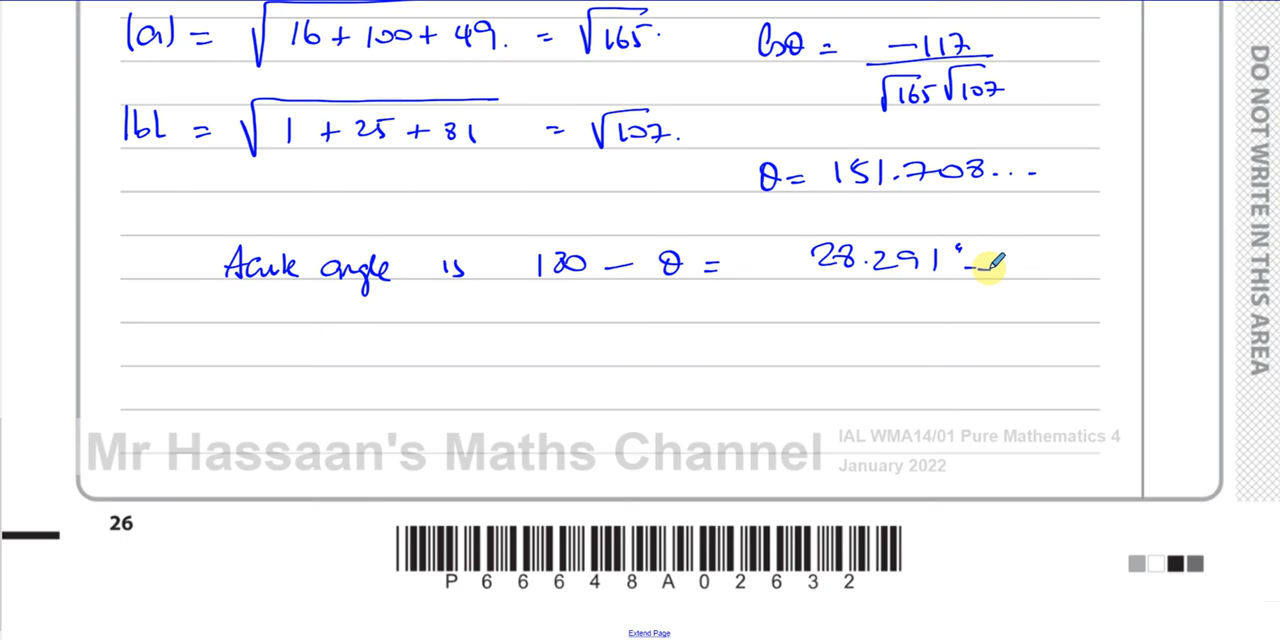 |a| = √16 + 100 + 49. = √165.
cosθ = -117 / √165 √107
|b| = √1 + 25 + 81 = √107.
θ = 151.708...
Acute angle is 180 - θ = 28.291°
DO NOT WRITE IN THIS AREA
Mr Hassaan's Maths Channel
IAL WMA14/01 Pure Mathematics 4
January 2022
26
P 6 6 6 4 8 A 0 2 6 3 2
Extend Page